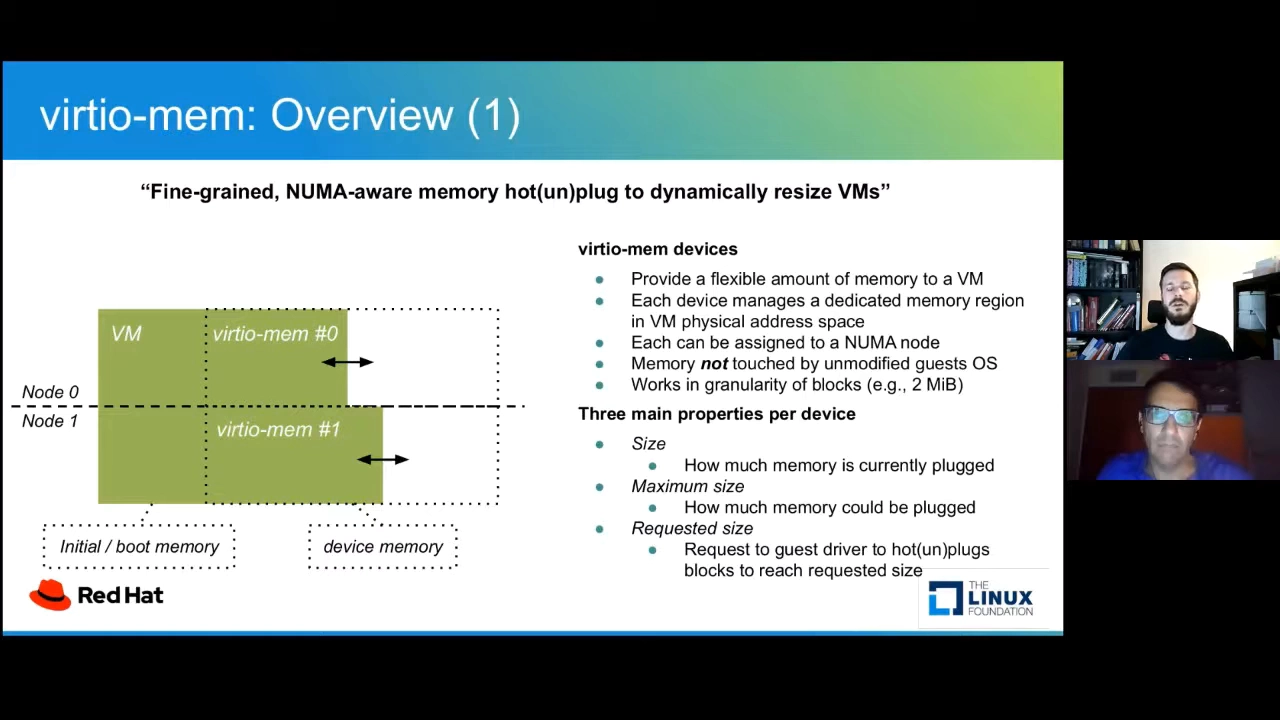 virtio-mem: Overview (1)
“Fine-grained, NUMA-aware memory hot(un)plug to dynamically resize VMs”
VM
virtio-mem #0
Node 0
Node 1
virtio-mem #1
Initial / boot memory
device memory
virtio-mem devices
Provide a flexible amount of memory to a VM
Each device manages a dedicated memory region
in VM physical address space
Each can be assigned to a NUMA node
Memory not touched by unmodified guests OS
Works in granularity of blocks (e.g., 2 MiB)
Three main properties per device
Size
How much memory is currently plugged
Maximum size
How much memory could be plugged
Requested size
Request to guest driver to hot(un)plugs
blocks to reach requested size
Red Hat
THE
LINUX
FOUNDATION